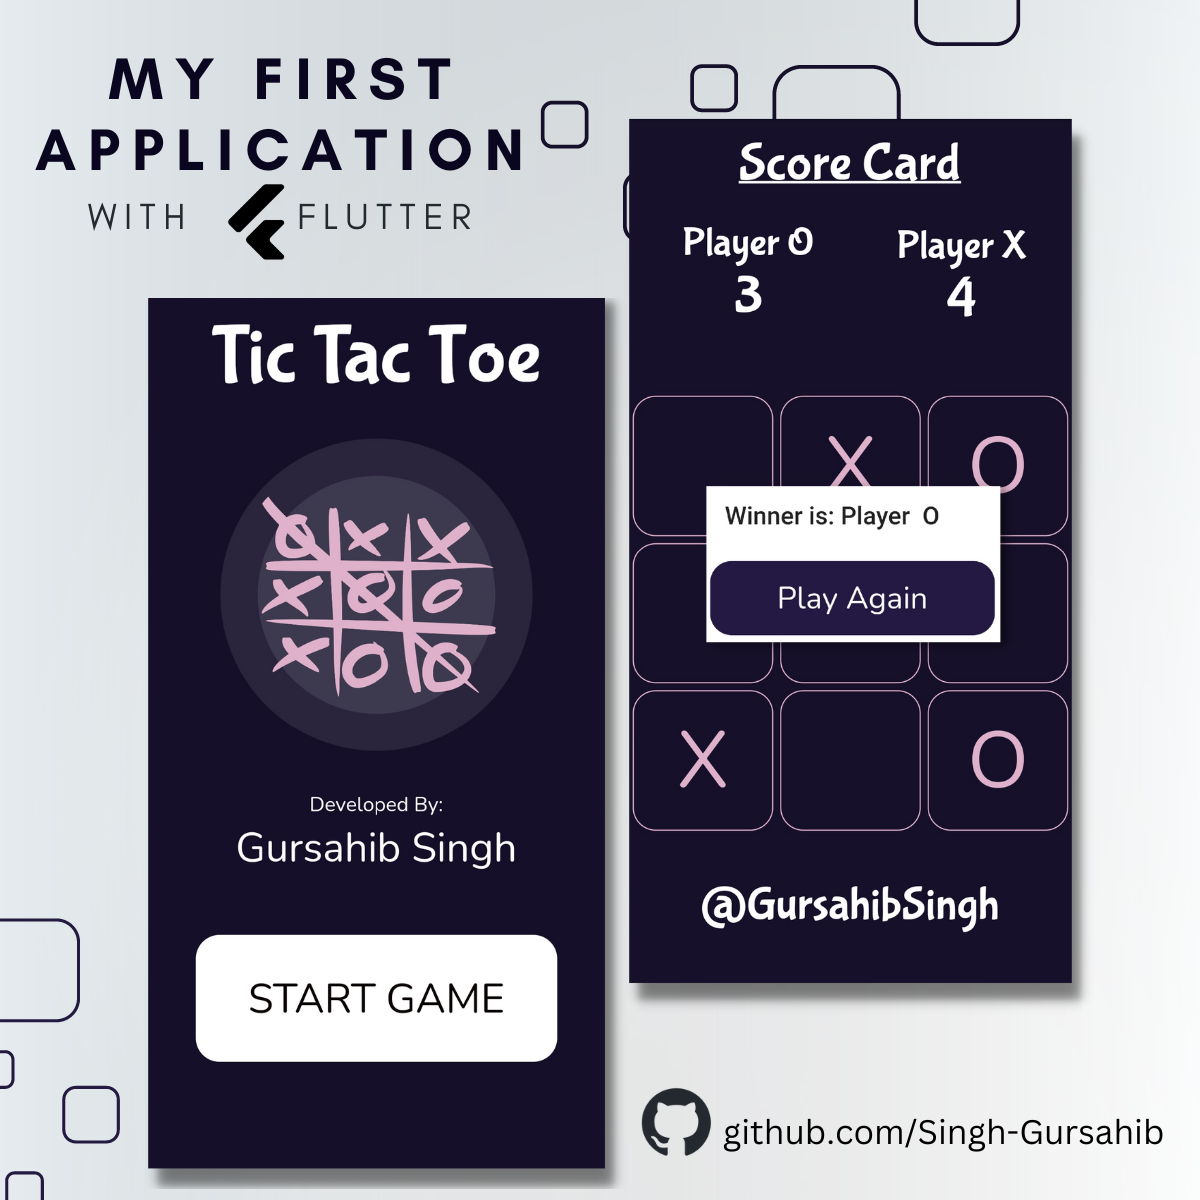 MY FIRST
APPLICATION
WITH FLUTTER
Tic Tac Toe
O X X
X O O
X O O
Developed By:
Gursahib Singh
START GAME
Score Card
Player O Player X
3 4
X O
Winner is: Player O
Play Again
X O
@GursahibSingh
github.com/Singh-Gursahib